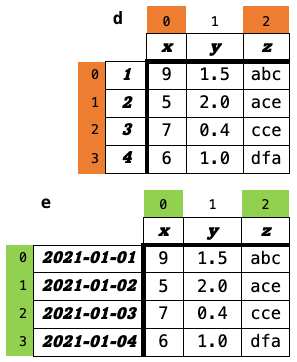 d 0 1 2
x y z
0 1 9 1.5 abc
1 2 5 2.0 ace
2 3 7 0.4 cce
3 4 6 1.0 dfa
e 0 1 2
x y z
0 2021-01-01 9 1.5 abc
1 2021-01-02 5 2.0 ace
2 2021-01-03 7 0.4 cce
3 2021-01-04 6 1.0 dfa